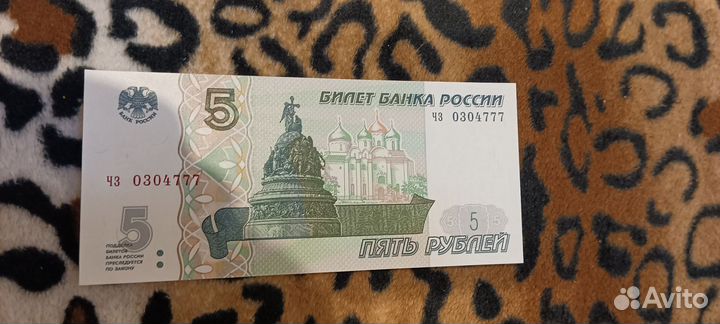 5
БИЛЕТ БАНКА РОССИИ
чз 0304777
БАНК РОССИИ
чз 0304777
5
5
ПОДДЕЛКА
БИЛЕТОВ
БАНКА РОССИИ
ПРЕСЛЕДУЕТСЯ
ПО ЗАКОНУ
ПЯТЬ РУБЛЕЙ
Avito